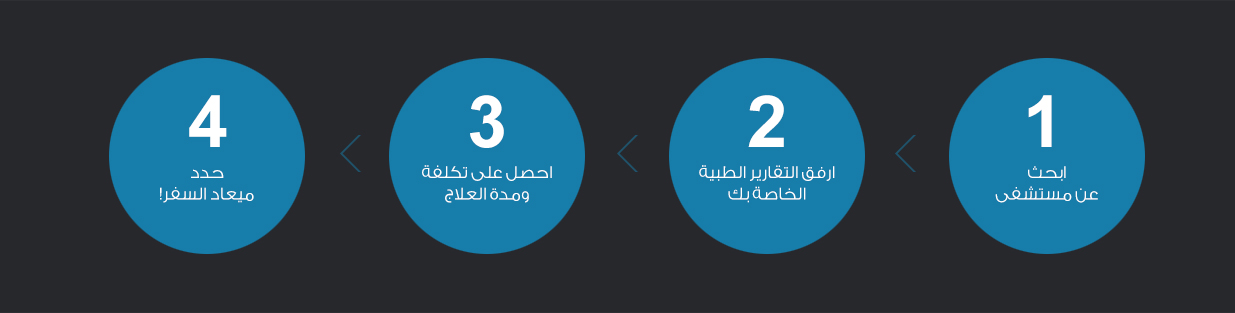 1
ابحث
عن مستشفى
2
ارفق التقارير الطبية
الخاصة بك
3
احصل على تكلفة
ومدة العلاج
4
حدد
ميعاد السفر!